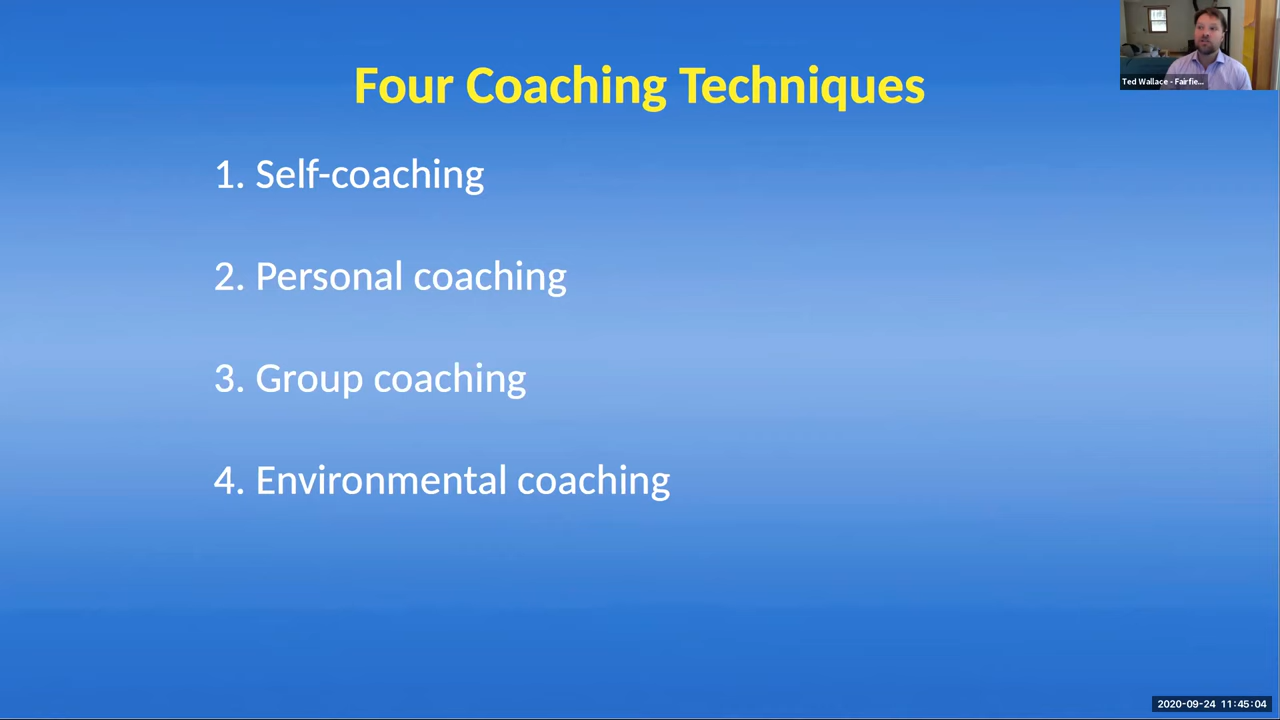 Four Coaching Techniques
1. Self-coaching
2. Personal coaching
3. Group coaching
4. Environmental coaching
Ted Wallace - Fairfie...
2020-09-24 11:45:04